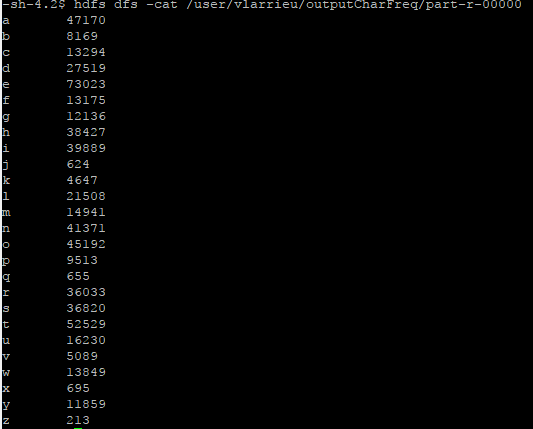 -sh-4.2$ hdfs dfs -cat /user/vlarrieu/outputCharFreq/part-r-00000
a 47170
b 8169
c 13294
d 27519
e 73023
f 13175
g 12136
h 38427
i 39889
j 624
k 4647
l 21508
m 14941
n 41371
o 45192
p 9513
q 655
r 36033
s 36820
t 52529
u 16230
v 5089
w 13849
x 695
y 11859
z 213